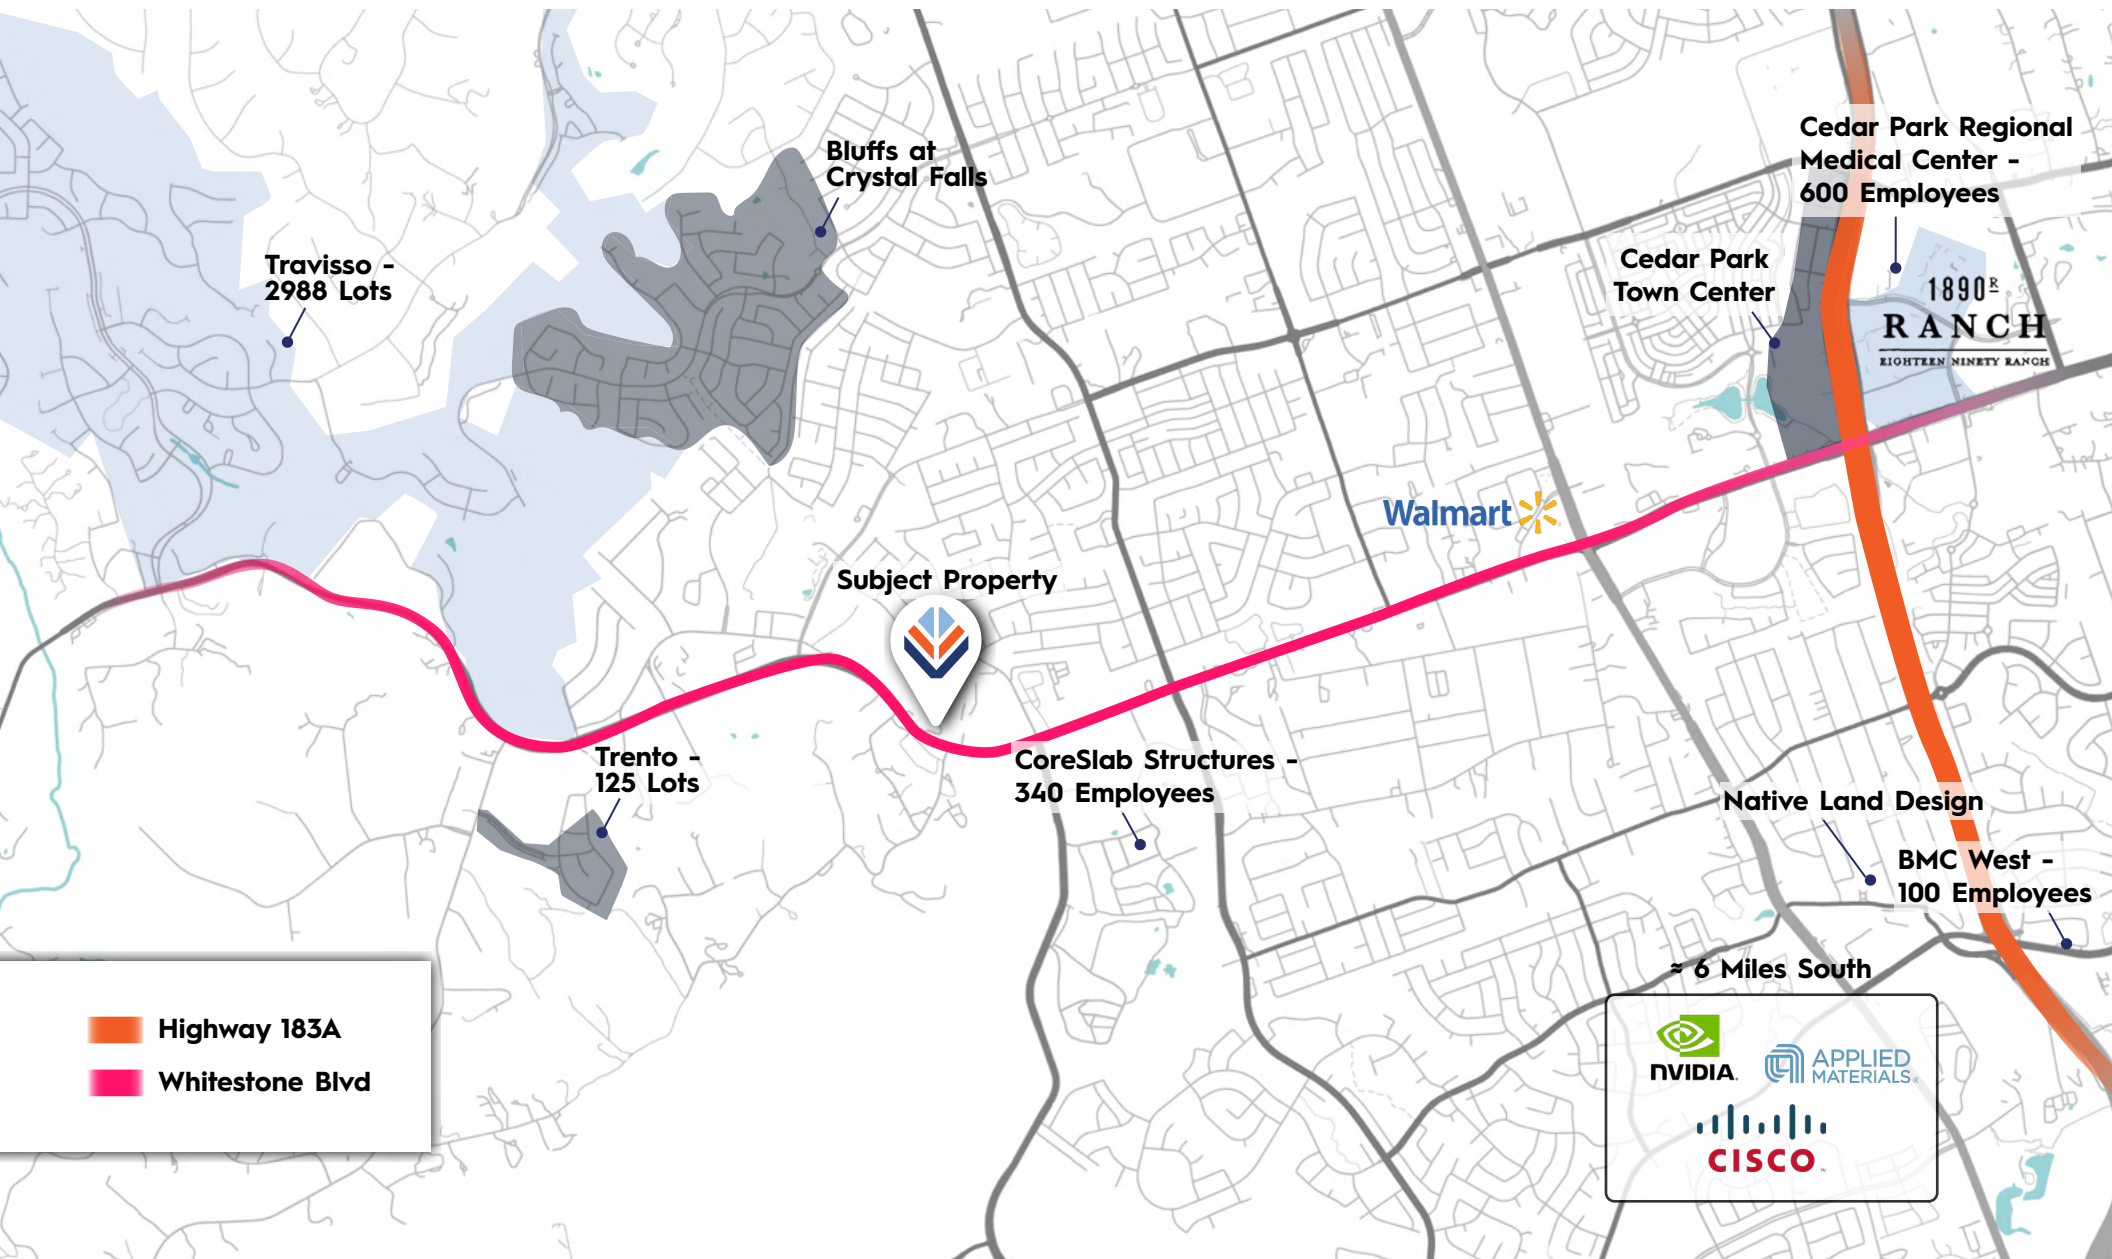 Bluffs at
Crystal Falls
Cedar Park Regional
Medical Center -
600 Employees
Travisso -
2988 Lots
Cedar Park
Town Center
1890R
RANCH
EIGHTEEN NINETY RANCH
Walmart
Subject Property
Trento -
125 Lots
CoreSlab Structures -
340 Employees
Native Land Design
BMC West -
100 Employees
≈ 6 Miles South
NVIDIA.
APPLIED
MATERIALS
CISCO
Highway 183A
Whitestone Blvd